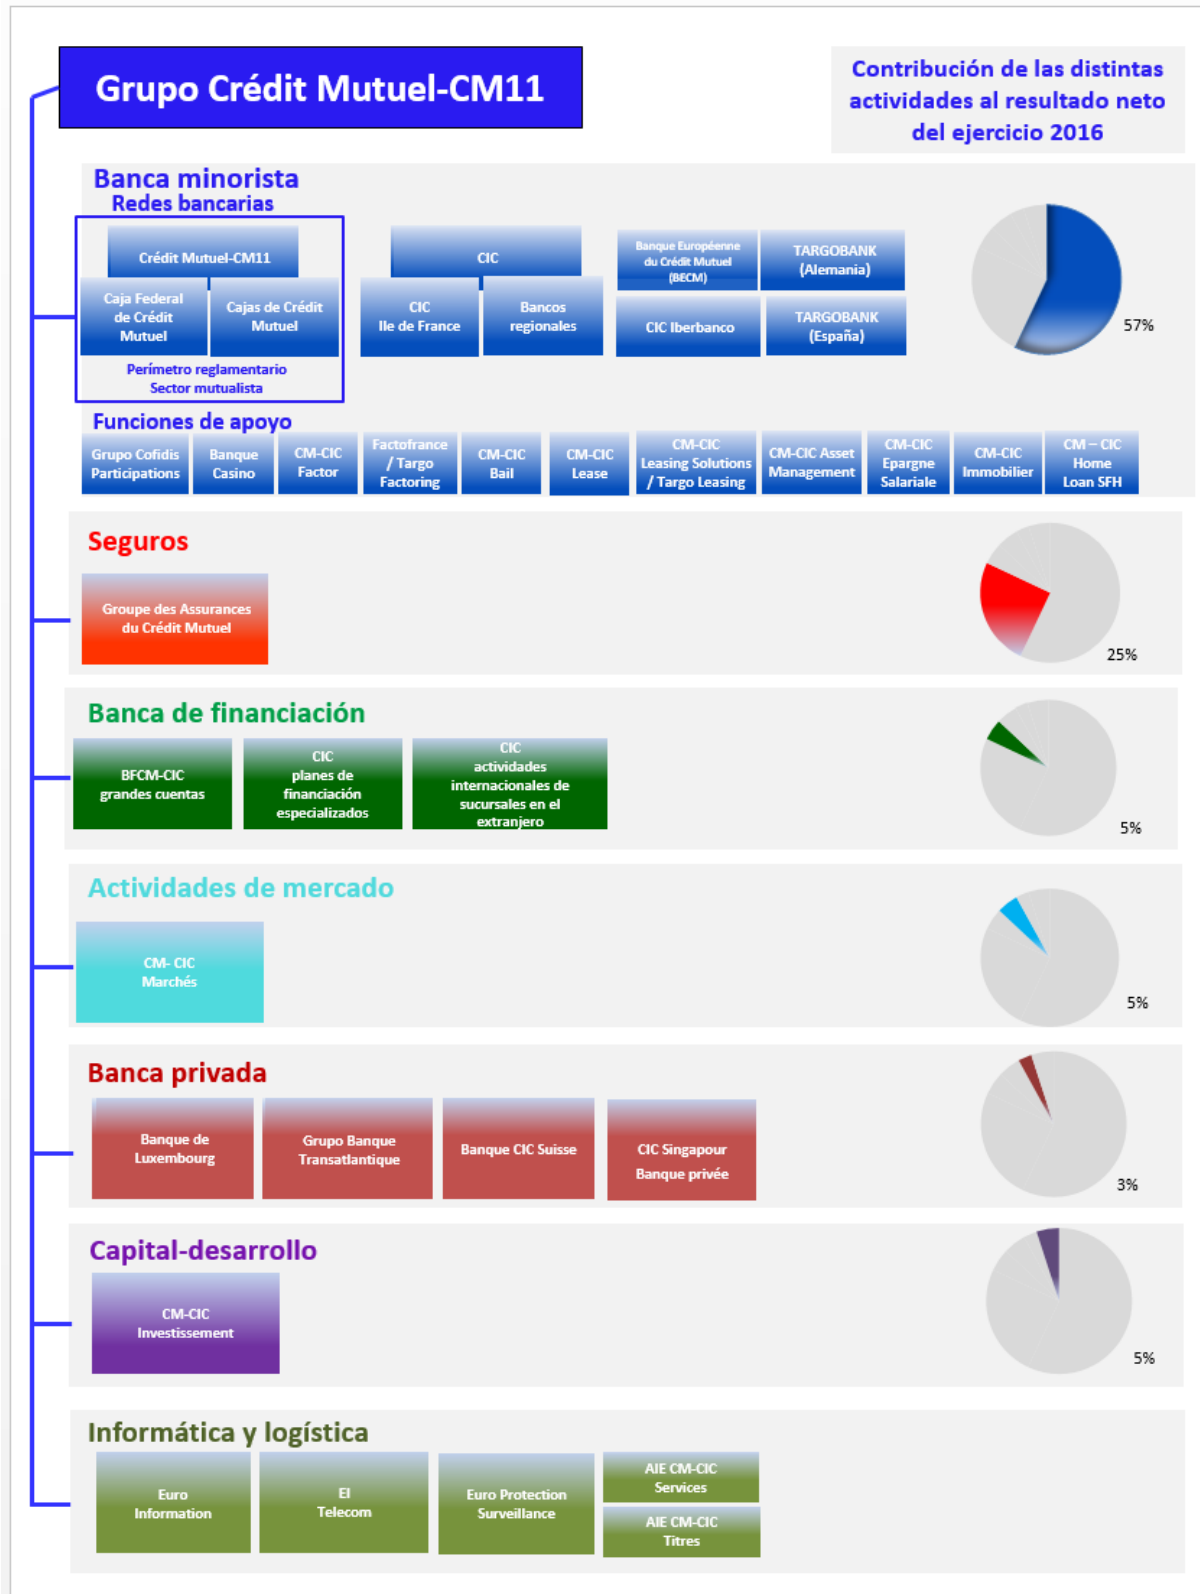 Grupo Crédit Mutuel-CM11
Contribución de las distintas
actividades al resultado neto
del ejercicio 2016
Banca minorista
Redes bancarias
Crédit Mutuel-CM11
Caja Federal
de Crédit
Mutuel
Cajas de Crédit
Mutuel
Perímetro reglamentario
Sector mutualista
CIC
CIC
Ile de France
Bancos
regionales
Banque Européenne
du Crédit Mutuel
(BECM)
TARGOBANK
(Alemania)
CIC Iberbanco
TARGOBANK
(España)
57%
Funciones de apoyo
Grupo Cofidis
Participations
Banque
Casino
CM-CIC
Factor
Factofrance
/ Targo
Factoring
CM-CIC
Bail
CM-CIC
Lease
CM-CIC
Leasing Solutions
/ Targo Leasing
CM-CIC Asset
Management
CM-CIC
Epargne
Salariale
CM-CIC
Immobilier
CM – CIC
Home
Loan SFH
Seguros
Groupe des Assurances
du Crédit Mutuel
25%
Banca de financiación
BFCM-CIC
grandes cuentas
CIC
planes de
financiación
especializados
CIC
actividades
internacionales de
sucursales en el
extranjero
5%
Actividades de mercado
CM- CIC
Marchés
5%
Banca privada
Banque de
Luxembourg
Grupo Banque
Transatlantique
Banque CIC Suisse
CIC Singapour
Banque privée
3%
Capital-desarrollo
CM-CIC
Investissement
5%
Informática y logística
Euro
Information
EI
Telecom
Euro Protection
Surveillance
AIE CM-CIC
Services
AIE CM-CIC
Titres